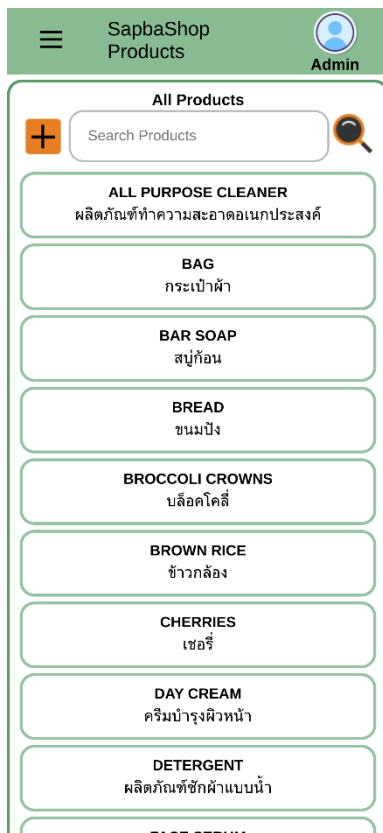 SapbaShop
Products
Admin
All Products
Search Products
ALL PURPOSE CLEANER
ผลิตภัณฑ์ทำความสะอาดอเนกประสงค์
BAG
กระเป๋าผ้า
BAR SOAP
สบู่ก้อน
BREAD
ขนมปัง
BROCCOLI CROWNS
บล็อคโคลี่
BROWN RICE
ข้าวกล้อง
CHERRIES
เชอรี่
DAY CREAM
ครีมบำรุงผิวหน้า
DETERGENT
ผลิตภัณฑ์ซักผ้าแบบน้ำ
FACE SERUM